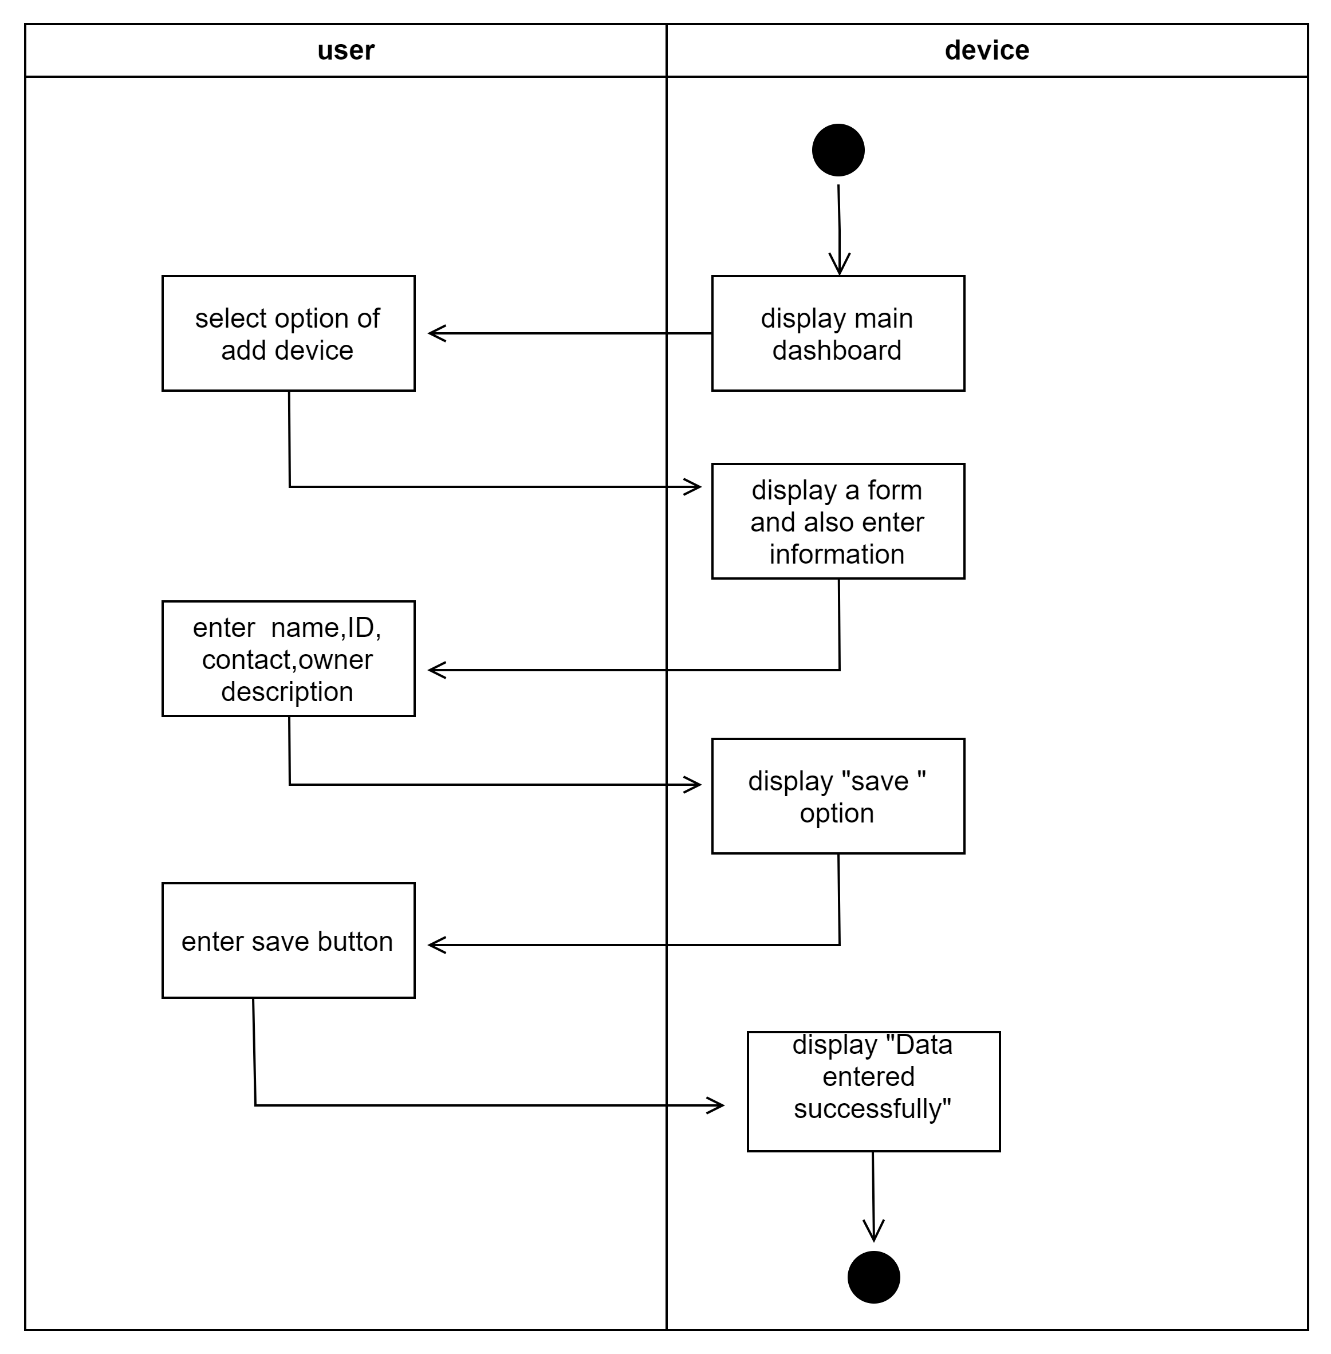 user
device
select option of
add device
display main
dashboard
display a form
and also enter
information
enter  name,ID,
contact,owner
description
display "save "
option
enter save button
display "Data
entered
successfully"